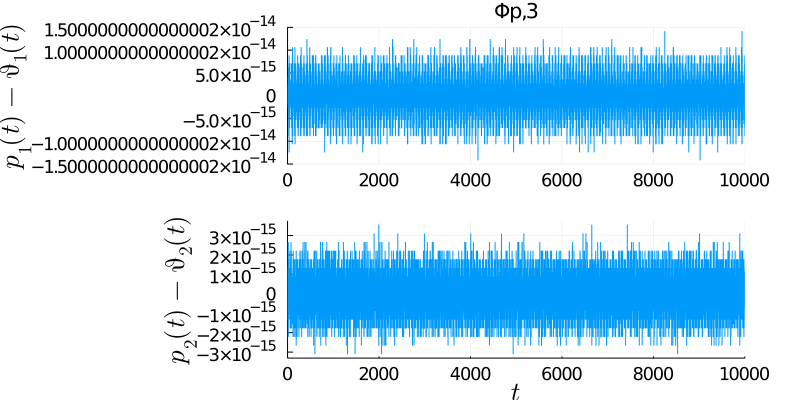 Φp,3
p₁(t) − ϑ₁(t)
1.5000000000000002×10⁻¹⁴
1.0000000000000002×10⁻¹⁴
5.0×10⁻¹⁵
0
−5.0×10⁻¹⁵
−1.0000000000000002×10⁻¹⁴
−1.5000000000000002×10⁻¹⁴
0 2000 4000 6000 8000 10000
p₂(t) − ϑ₂(t)
3×10⁻¹⁵
2×10⁻¹⁵
1×10⁻¹⁵
0
−1×10⁻¹⁵
−2×10⁻¹⁵
−3×10⁻¹⁵
0 2000 4000 6000 8000 10000
t